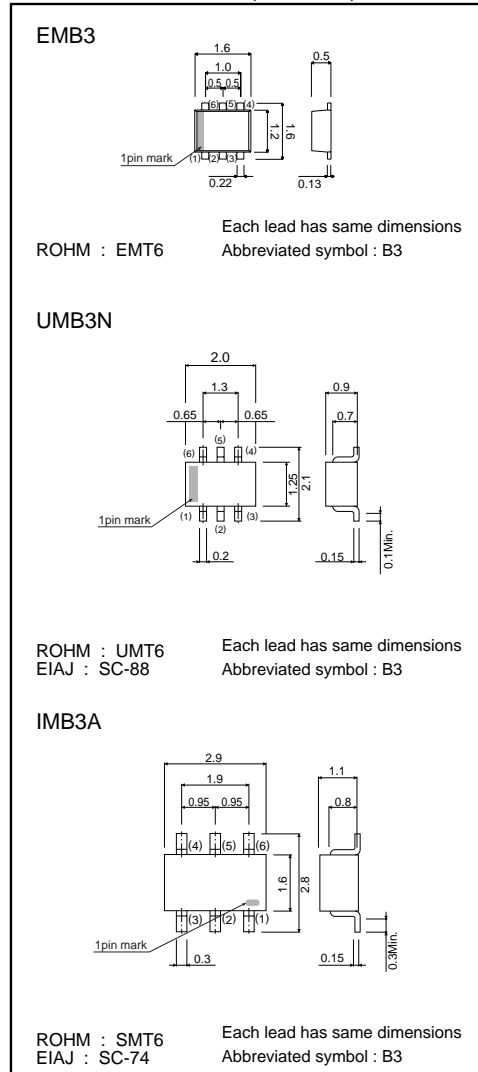 EMB3
1.6
1.0
0.5 0.5
0.5
(6) (5) (4)
1.2
1.6
1pin mark
(1) (2) (3)
0.22
0.13
Each lead has same dimensions
ROHM : EMT6
Abbreviated symbol : B3
UMB3N
2.0
1.3
0.65
0.65
0.9
0.7
(5)
(6)
(4)
1.25
2.1
1pin mark
(1)
(2)
(3)
0.2
0.15
0.1Min.
ROHM : UMT6
Each lead has same dimensions
EIAJ : SC-88
Abbreviated symbol : B3
IMB3A
2.9
1.9
0.95
0.95
1.1
0.8
(4) (5) (6)
1.6
2.8
(3) (2) (1)
1pin mark
0.3
0.15
0.3Min.
ROHM : SMT6
Each lead has same dimensions
EIAJ : SC-74
Abbreviated symbol : B3